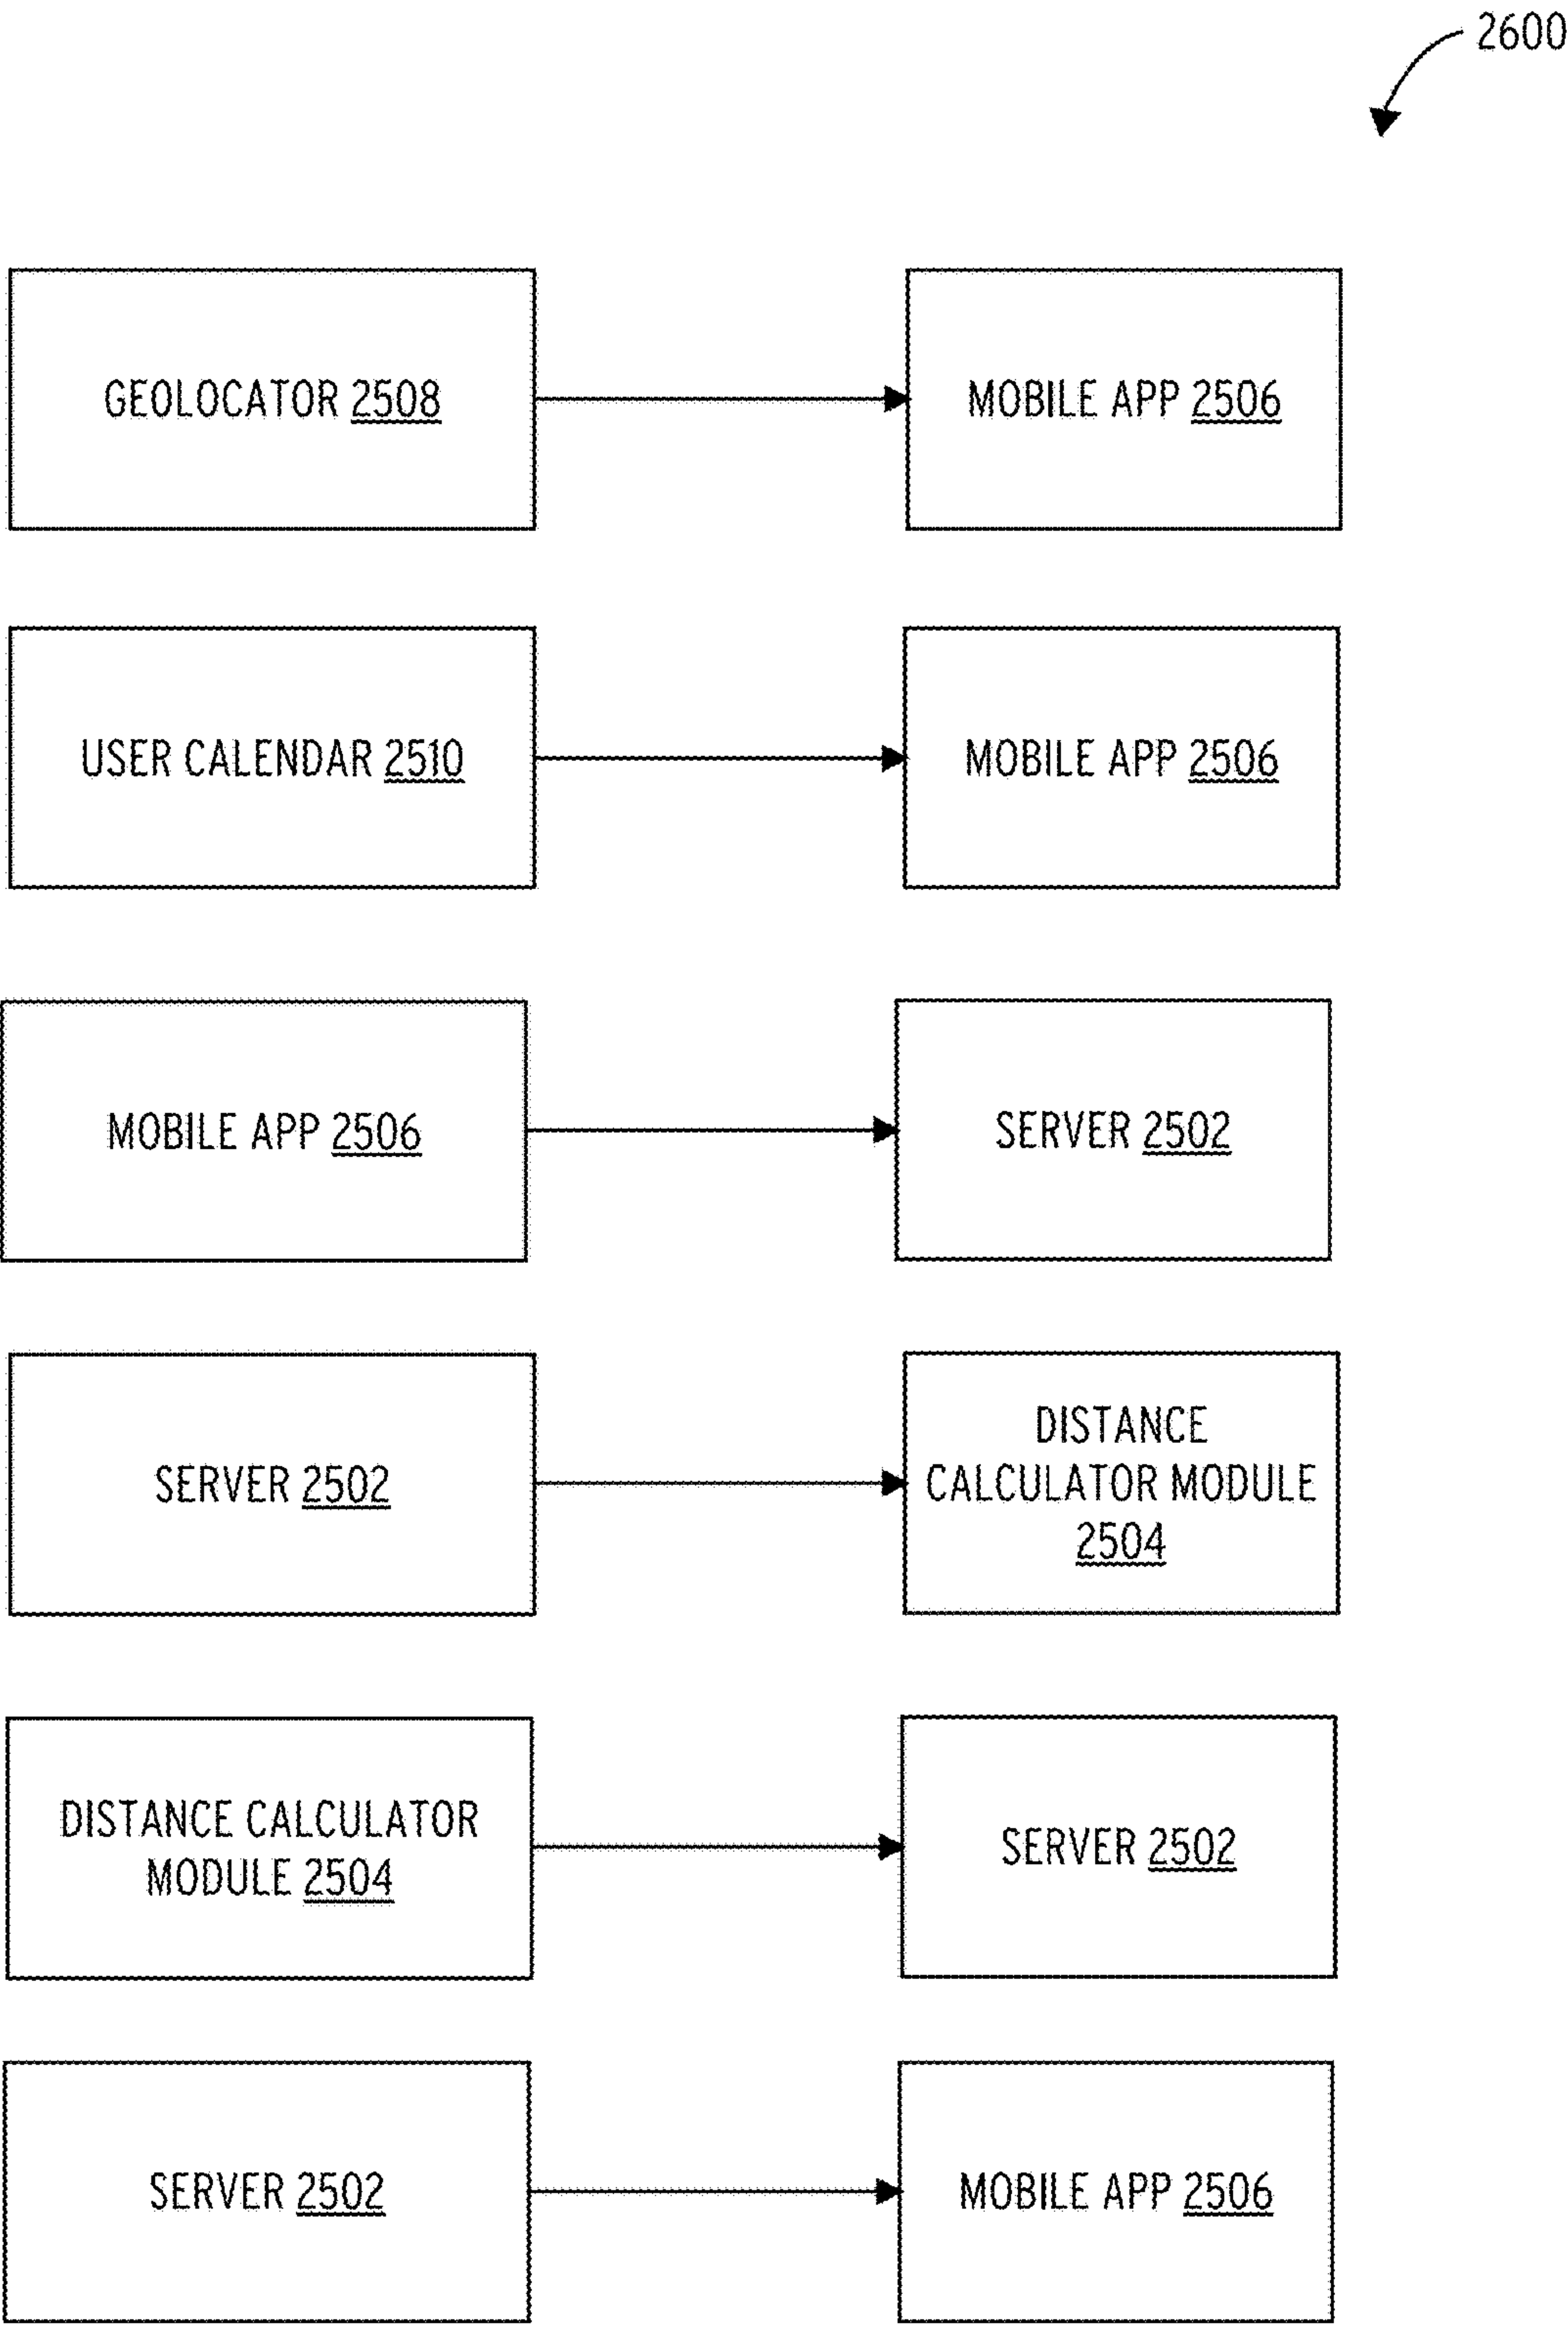 2600
GEOLOCATOR 2508
MOBILE APP 2506
USER CALENDAR 2510
MOBILE APP 2506
MOBILE APP 2506
SERVER 2502
SERVER 2502
DISTANCE
CALCULATOR MODULE
2504
DISTANCE CALCULATOR
MODULE 2504
SERVER 2502
SERVER 2502
MOBILE APP 2506